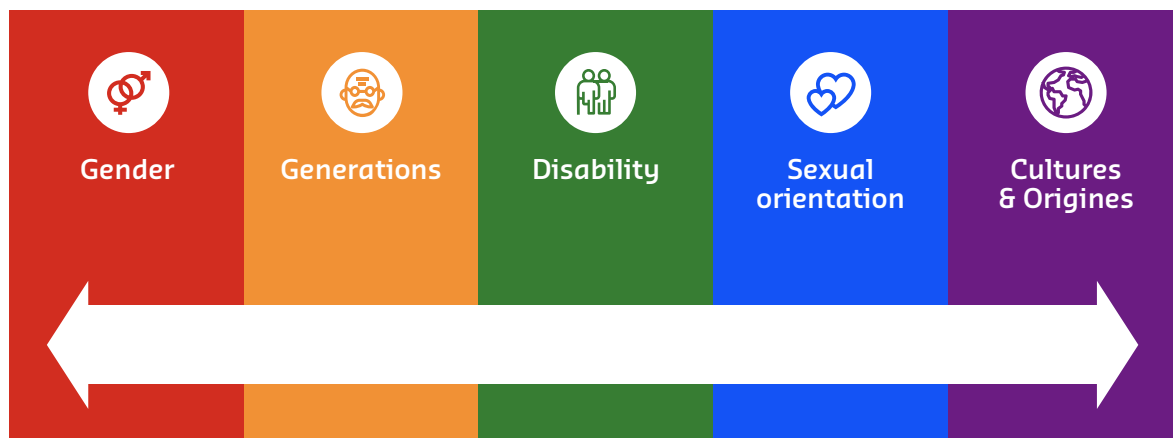 Gender
Generations
Disability
Sexual
orientation
Cultures
& Origines